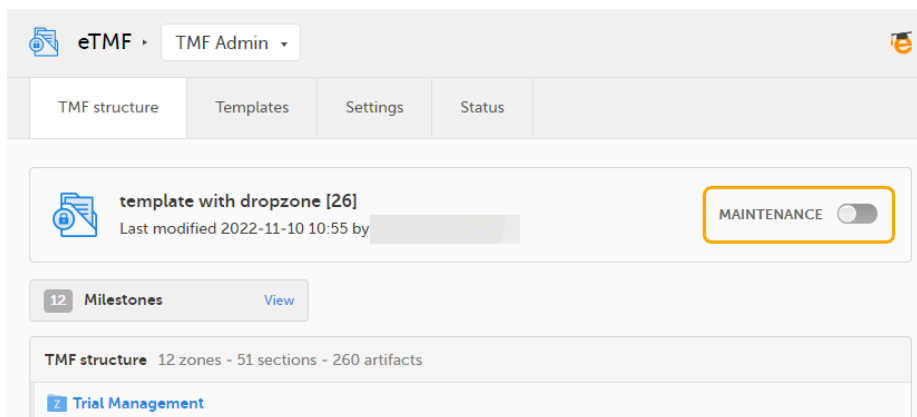 eTMF
TMF Admin
TMF structure Templates Settings Status
template with dropzone [26]
Last modified 2022-11-10 10:55 by
MAINTENANCE
12 Milestones View
TMF structure 12 zones - 51 sections - 260 artifacts
Z Trial Management